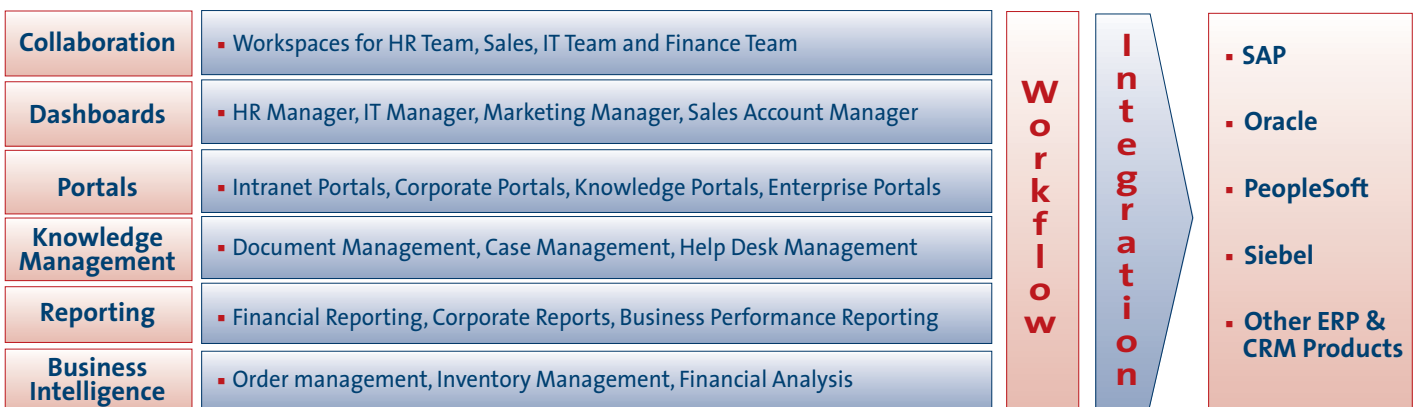 Collaboration
▪ Workspaces for HR Team, Sales, IT Team and Finance Team
Dashboards
▪ HR Manager, IT Manager, Marketing Manager, Sales Account Manager
Portals
▪ Intranet Portals, Corporate Portals, Knowledge Portals, Enterprise Portals
Knowledge
Management
▪ Document Management, Case Management, Help Desk Management
Reporting
▪ Financial Reporting, Corporate Reports, Business Performance Reporting
Business
Intelligence
▪ Order management, Inventory Management, Financial Analysis
Workflow
Integration
▪ SAP
▪ Oracle
▪ PeopleSoft
▪ Siebel
▪ Other ERP &
CRM Products